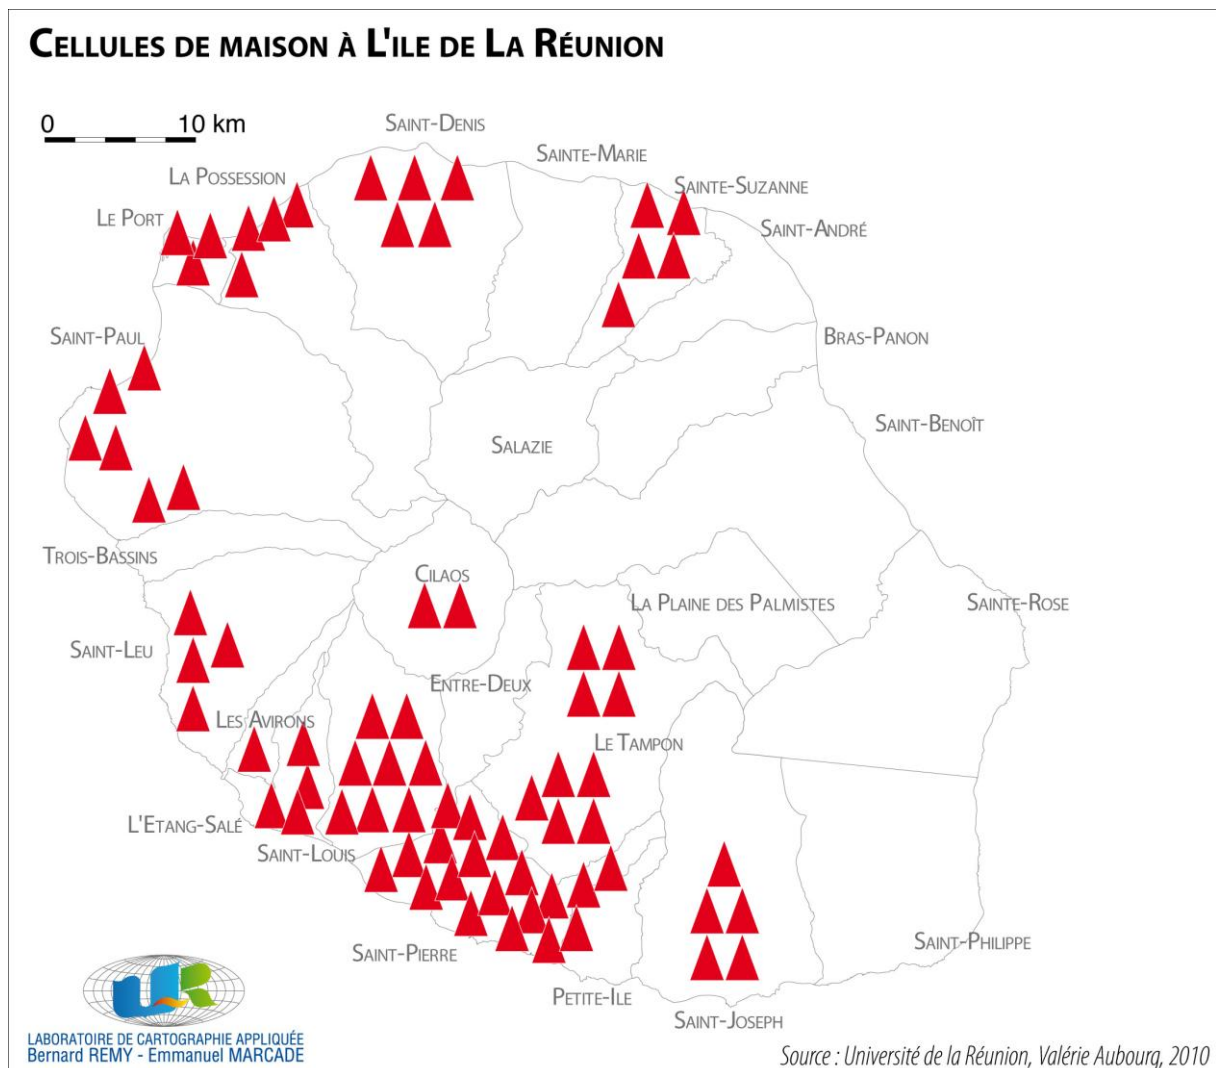 CELLULES DE MAISON À L'ILE DE LA RÉUNION
0 10 km
SAINT-DENIS
SAINTE-MARIE
LA POSSESSION
SAINTE-SUZANNE
LE PORT
SAINT-ANDRÉ
SAINT-PAUL
BRAS-PANON
SAINT-BENOÎT
SALAZIE
TROIS-BASSINS
CILAOS
LA PLAINE DES PALMISTES
SAINTE-ROSE
SAINT-LEU
ENTRE-DEUX
LES AVIRONS
LE TAMPON
L'ETANG-SALÉ
SAINT-LOUIS
SAINT-PHILIPPE
SAINT-PIERRE
PETITE-ILE
SAINT-JOSEPH
UR
LABORATOIRE DE CARTOGRAPHIE APPLIQUÉE
Bernard REMY - Emmanuel MARCADE
Source : Université de la Réunion, Valérie Aubourg, 2010